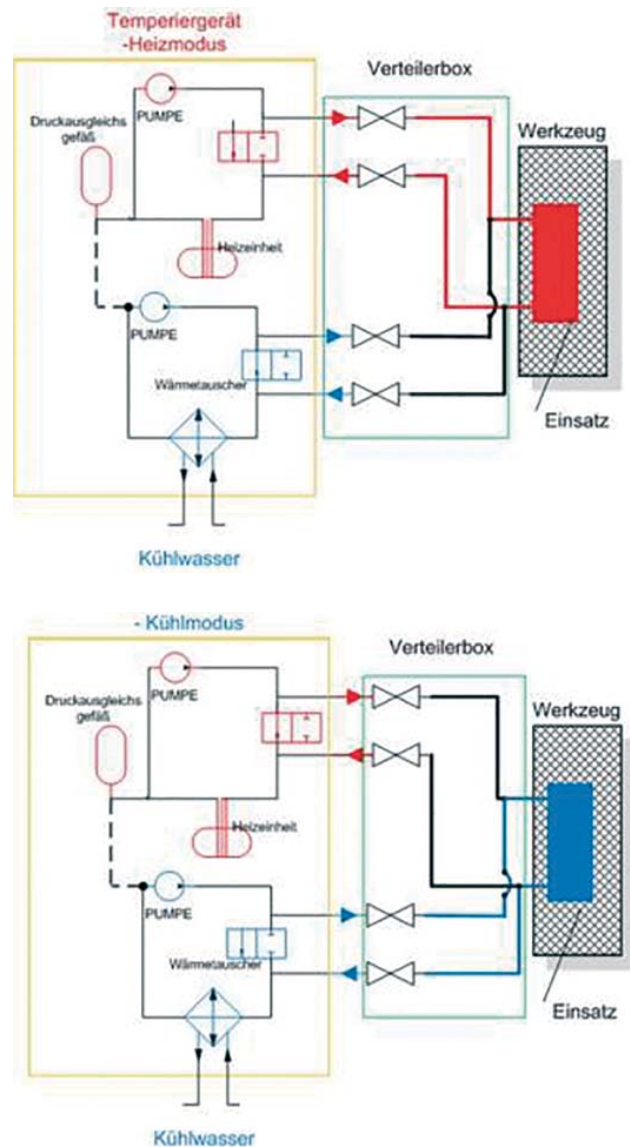 Temperiergerät
-Heizmodus
Verteilerbox
Druckausgleichs
gefäß
PUMPE
Werkzeug
Heizeinheit
PUMPE
Wärmetauscher
Einsatz
Kühlwasser
- Kühlmodus
Verteilerbox
PUMPE
Druckausgleichs
gefäß
Werkzeug
Heizeinheit
PUMPE
Wärmetauscher
Einsatz
Kühlwasser